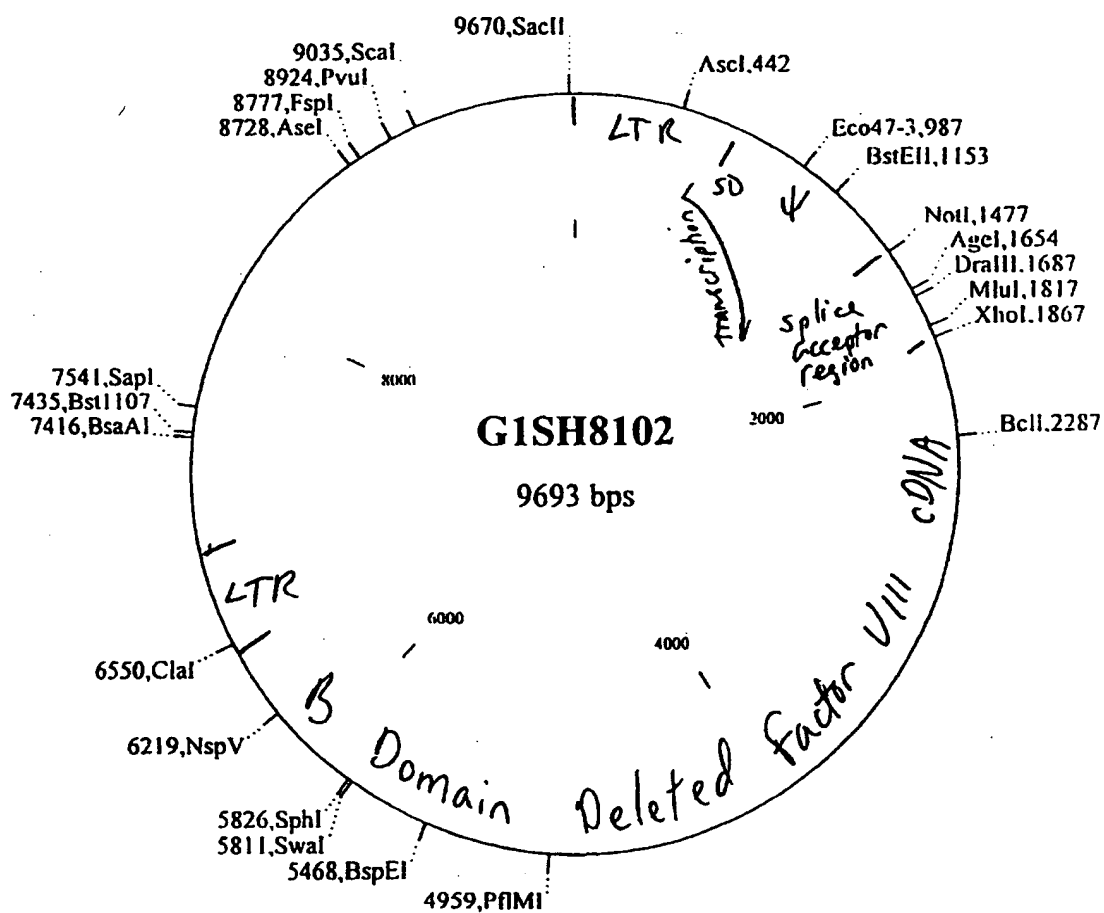 9670,SacII
9035,ScaI
8924,PvuI
8777,FspI
8728,AseI
AscI,442
Eco47-3,987
BstEII,1153
NotI,1477
AgeI,1654
DraIII,1687
MluI,1817
XhoI,1867
BclI,2287
LTR
SD
Ψ
transcription
splice
acceptor
region
7541,SapI
7435,Bst1107
7416,BsaAI
8000
2000
G1SH8102
9693 bps
6000
4000
LTR
6550,ClaI
6219,NspV
5826,SphI
5811,SwaI
5468,BspEI
4959,PflMI
B Domain Deleted Factor VIII cDNA